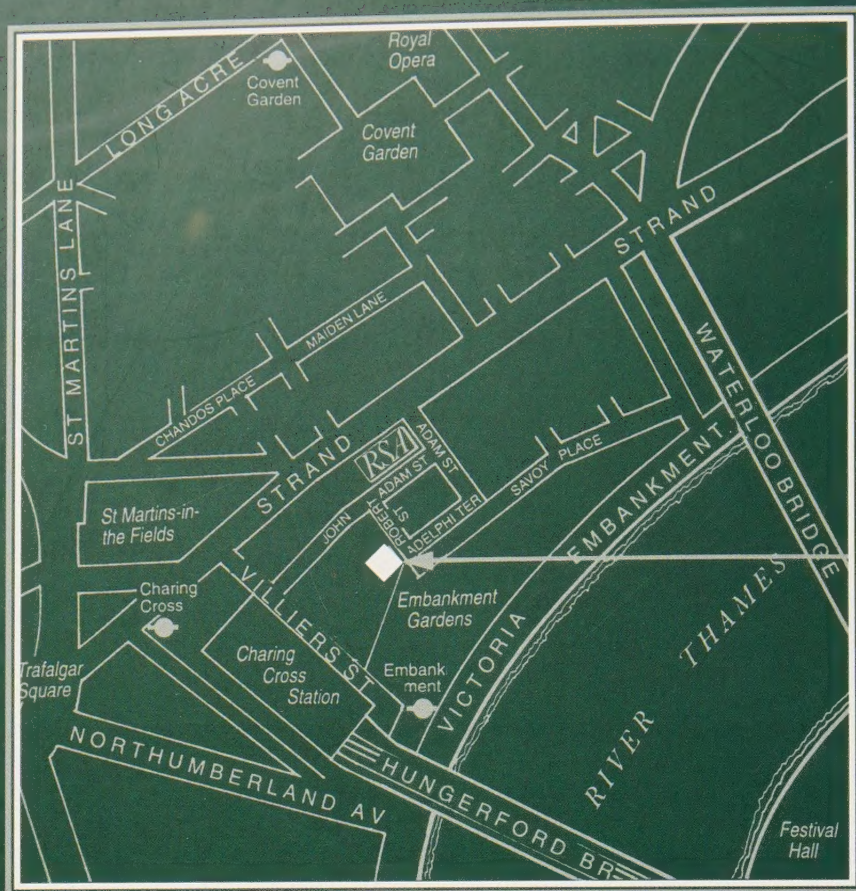 Royal
Opera
LONG ACRE
Covent
Garden
Covent
Garden
ST MARTINS LANE
STRAND
MAIDEN LANE
CHANDOS PLACE
WATERLOO BRIDGE
STRAND
RSA
ADAM ST
ADAM ST
JOHN
ROBERT
ST
ADELPHI TER
SAVOY PLACE
St Martins-in-
the Fields
VICTORIA EMBANKMENT
Charing
Cross
VILLIERS ST
Embankment
Gardens
RIVER THAMES
Trafalgar
Square
Charing
Cross
Station
Embank
ment
NORTHUMBERLAND AV
HUNGERFORD BR
Festival
Hall